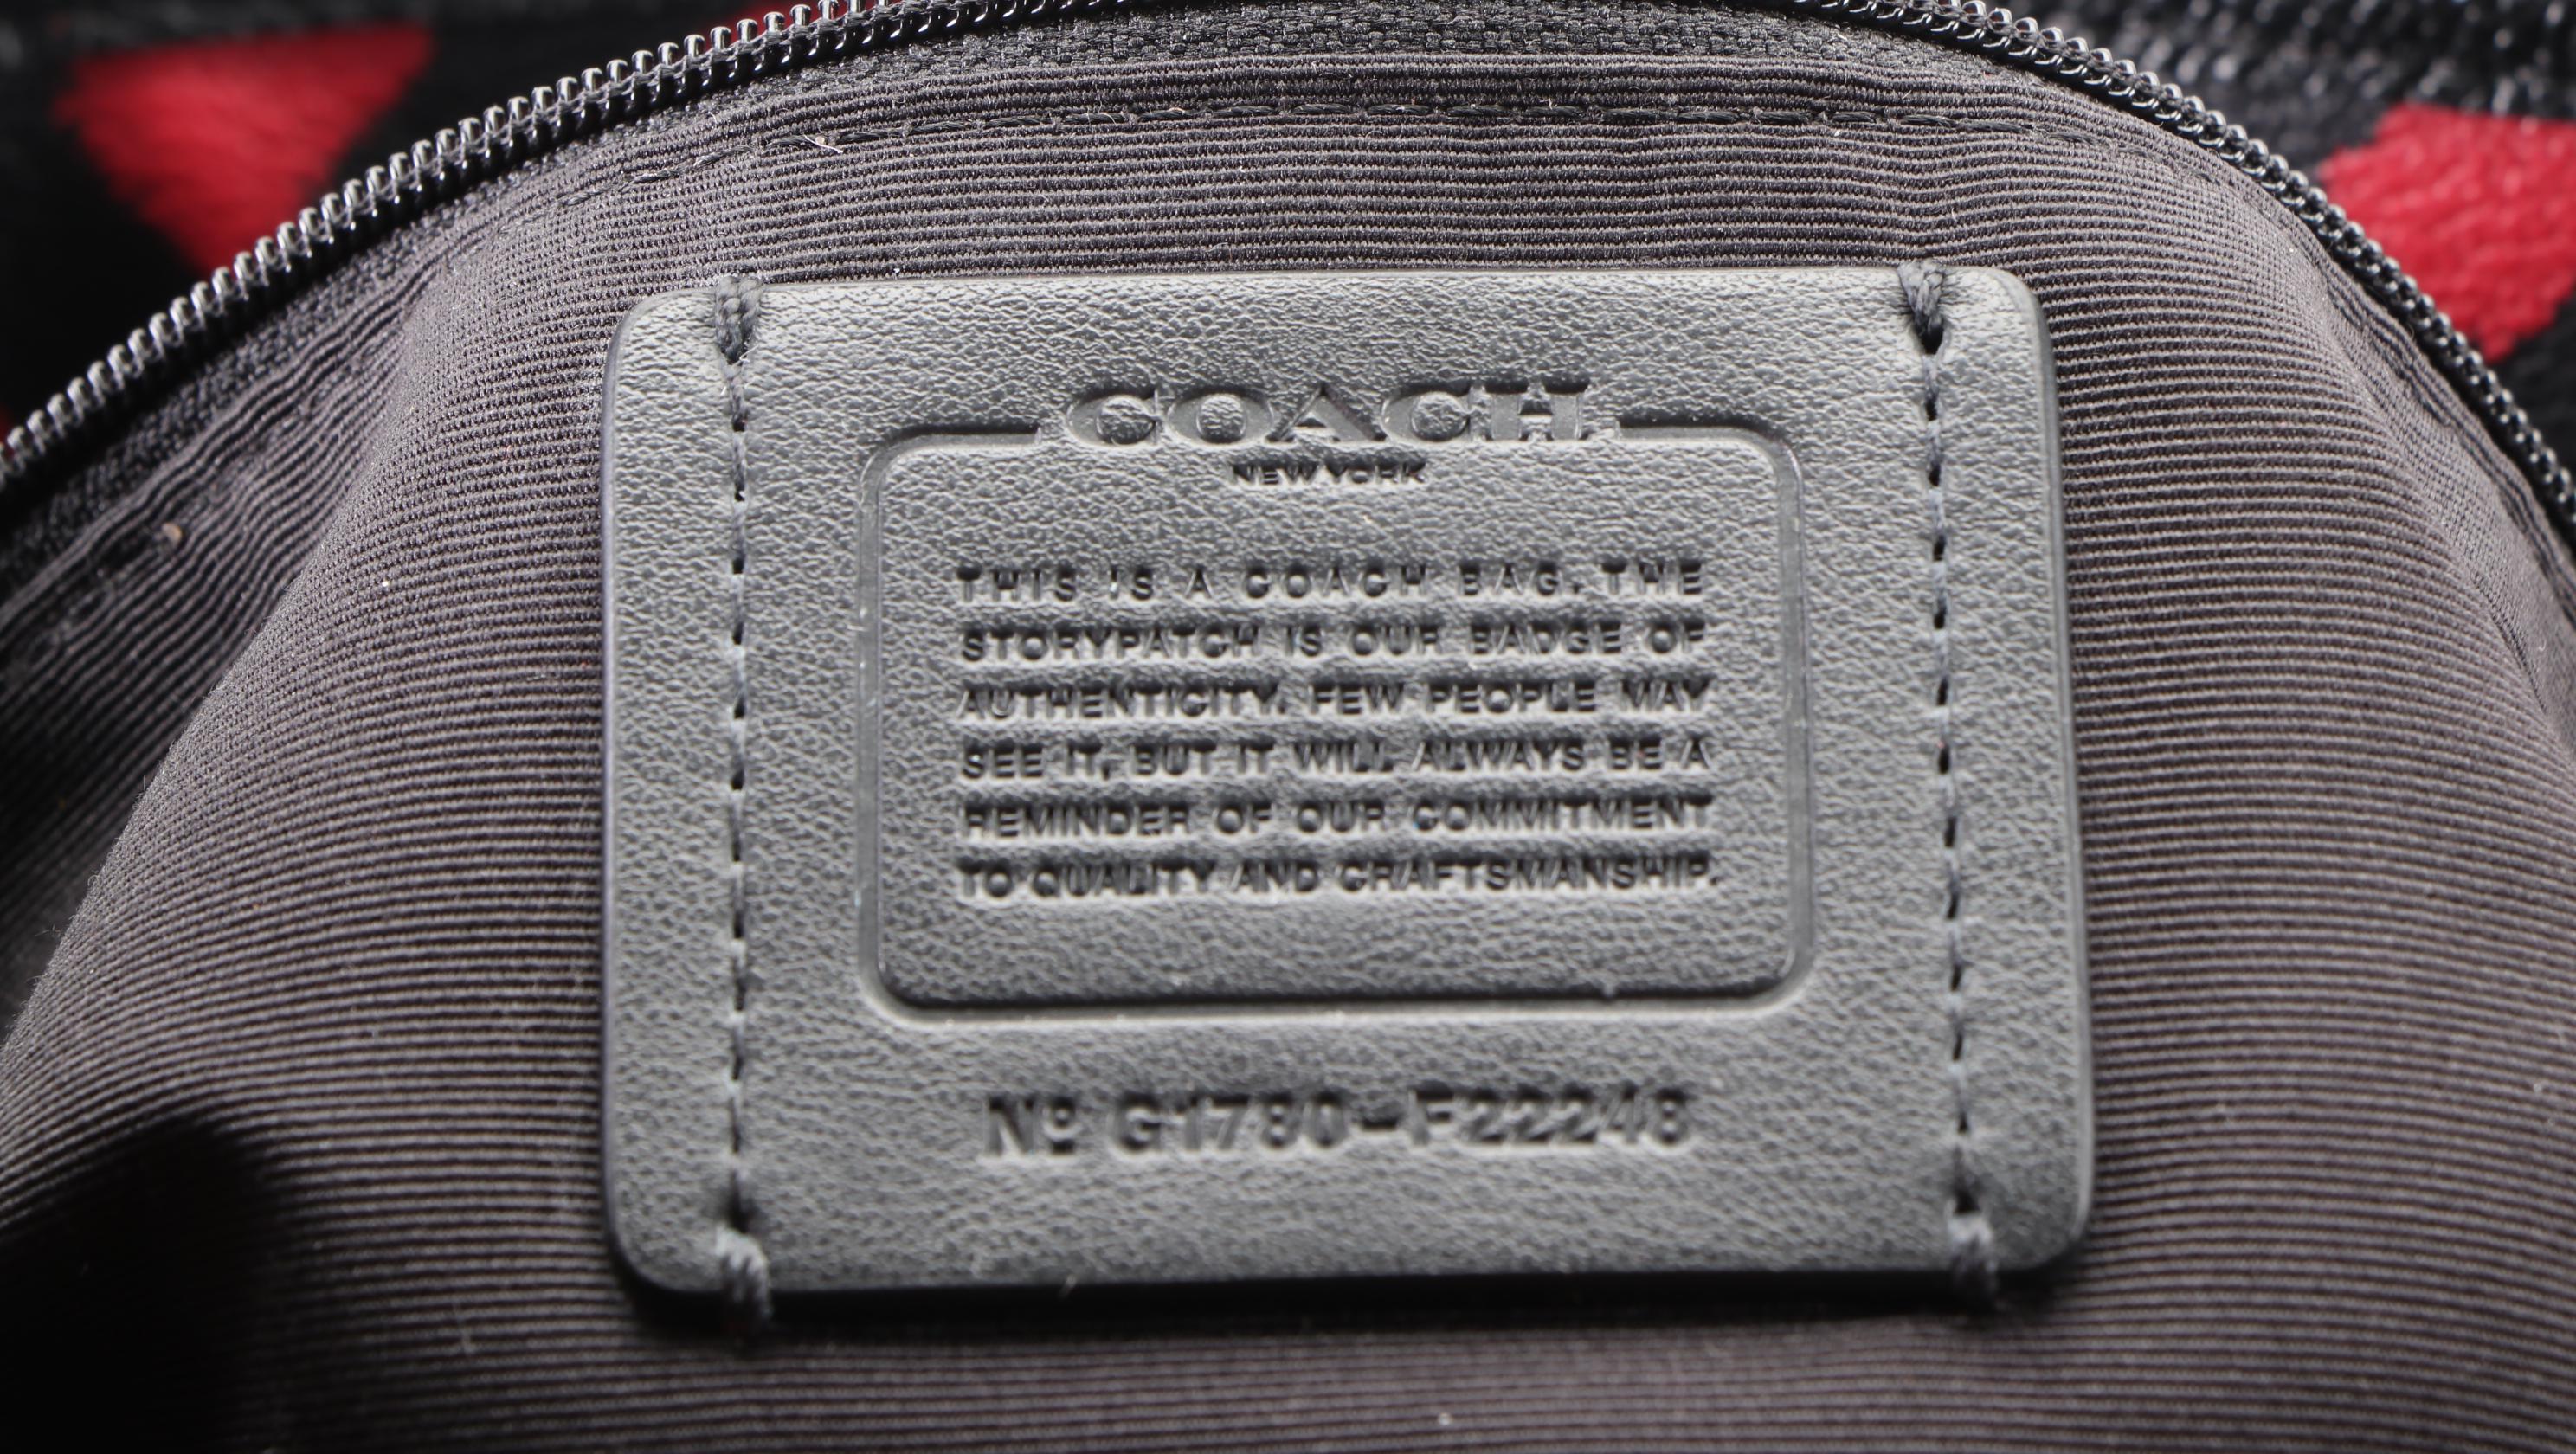 COACH
NEW YORK
THIS IS A COACH BAG. THE
STORYPATCH IS OUR BADGE OF
AUTHENTICITY. FEW PEOPLE MAY
SEE IT, BUT IT WILL ALWAYS BE A
REMINDER OF OUR COMMITMENT
TO QUALITY AND CRAFTSMANSHIP.
Nº G1780-F22248